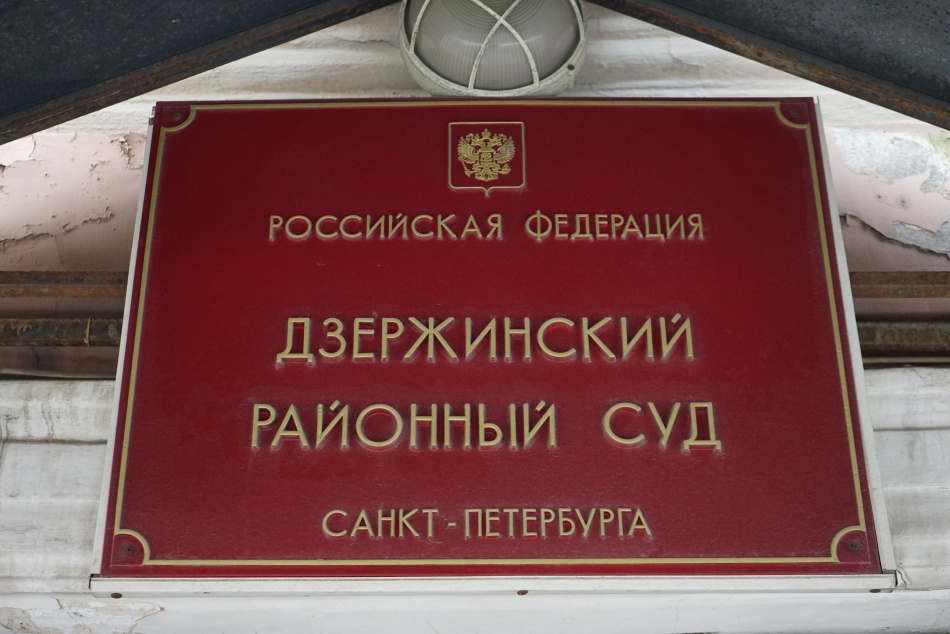 РОССИЙСКАЯ ФЕДЕРАЦИЯ
ДЗЕРЖИНСКИЙ
РАЙОННЫЙ СУД
САНКТ-ПЕТЕРБУРГА